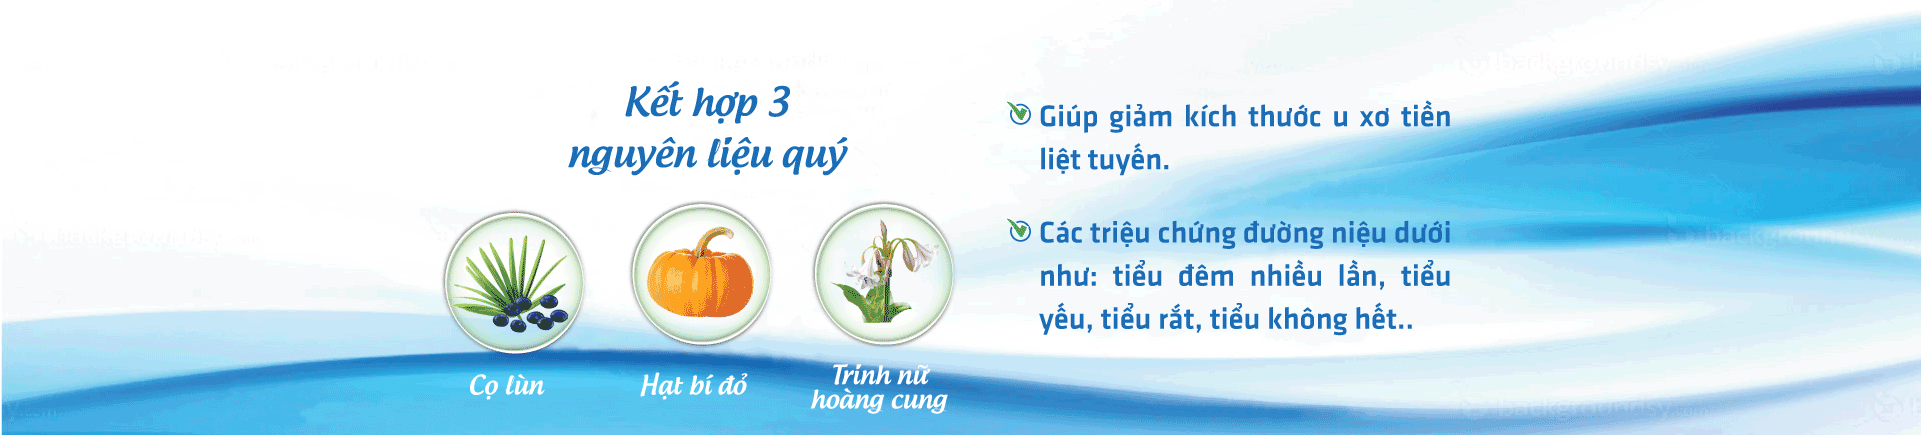 Kết hợp 3
nguyên liệu quý
Cọ lùn
Hạt bí đỏ
Trinh nữ
hoàng cung
Giúp giảm kích thước u xơ tiền
liệt tuyến.
Các triệu chứng đường niệu dưới
như: tiểu đêm nhiều lần, tiểu
yếu, tiểu rắt, tiểu không hết..